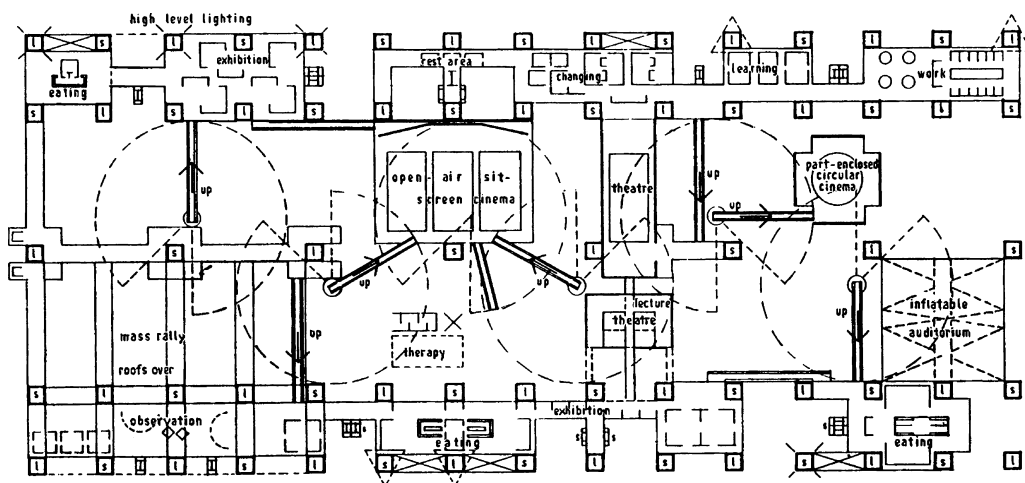 high level lighting
l s l s l s l s l s l s l s l s
exhibition
rest area
changing
learning
work
eating
s l s l s l s l s l s l s
part-enclosed
circular
cinema
open-air sit-
screen cinema
theatre
up
up
up
up
up
up
up
l s l l s l s
lecture
theatre
inflatable
auditorium
mass rally
roofs over
therapy
s l s l s l s l s l s l s l s
exhibition
observation
eating
eating
s
s
s
s
l s l s l s l s l s l s l s l